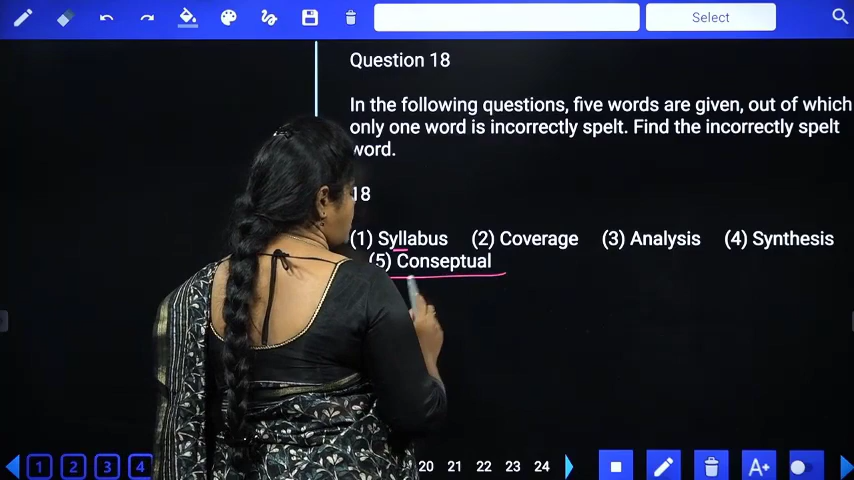 Select
Question 18
In the following questions, five words are given, out of which
only one word is incorrectly spelt. Find the incorrectly spelt
word.
18
(1) Syllabus (2) Coverage (3) Analysis (4) Synthesis
(5) Conseptual
1 2 3 4 20 21 22 23 24 A+